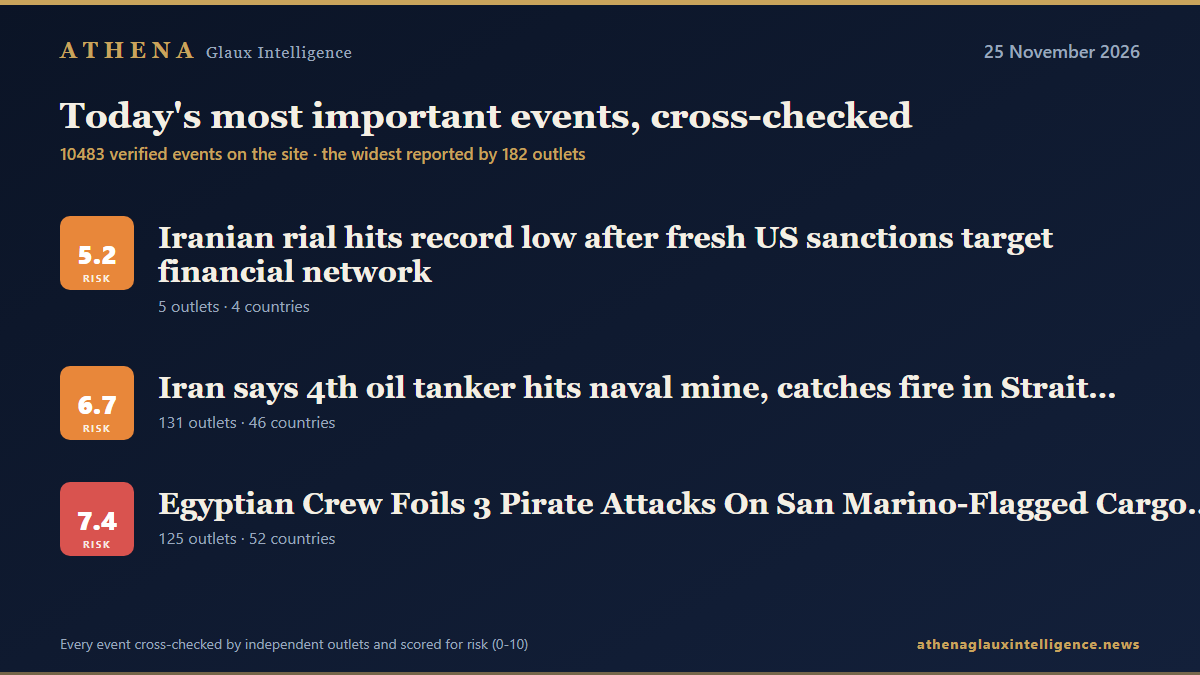 ATHENA Glaux Intelligence
25 November 2026
Today's most important events, cross-checked
10483 verified events on the site · the widest reported by 182 outlets
5.2
RISK
Iranian rial hits record low after fresh US sanctions target
financial network
5 outlets · 4 countries
6.7
RISK
Iran says 4th oil tanker hits naval mine, catches fire in Strait...
131 outlets · 46 countries
7.4
RISK
Egyptian Crew Foils 3 Pirate Attacks On San Marino-Flagged Cargo..
125 outlets · 52 countries
Every event cross-checked by independent outlets and scored for risk (0-10)
athenaglauxintelligence.news